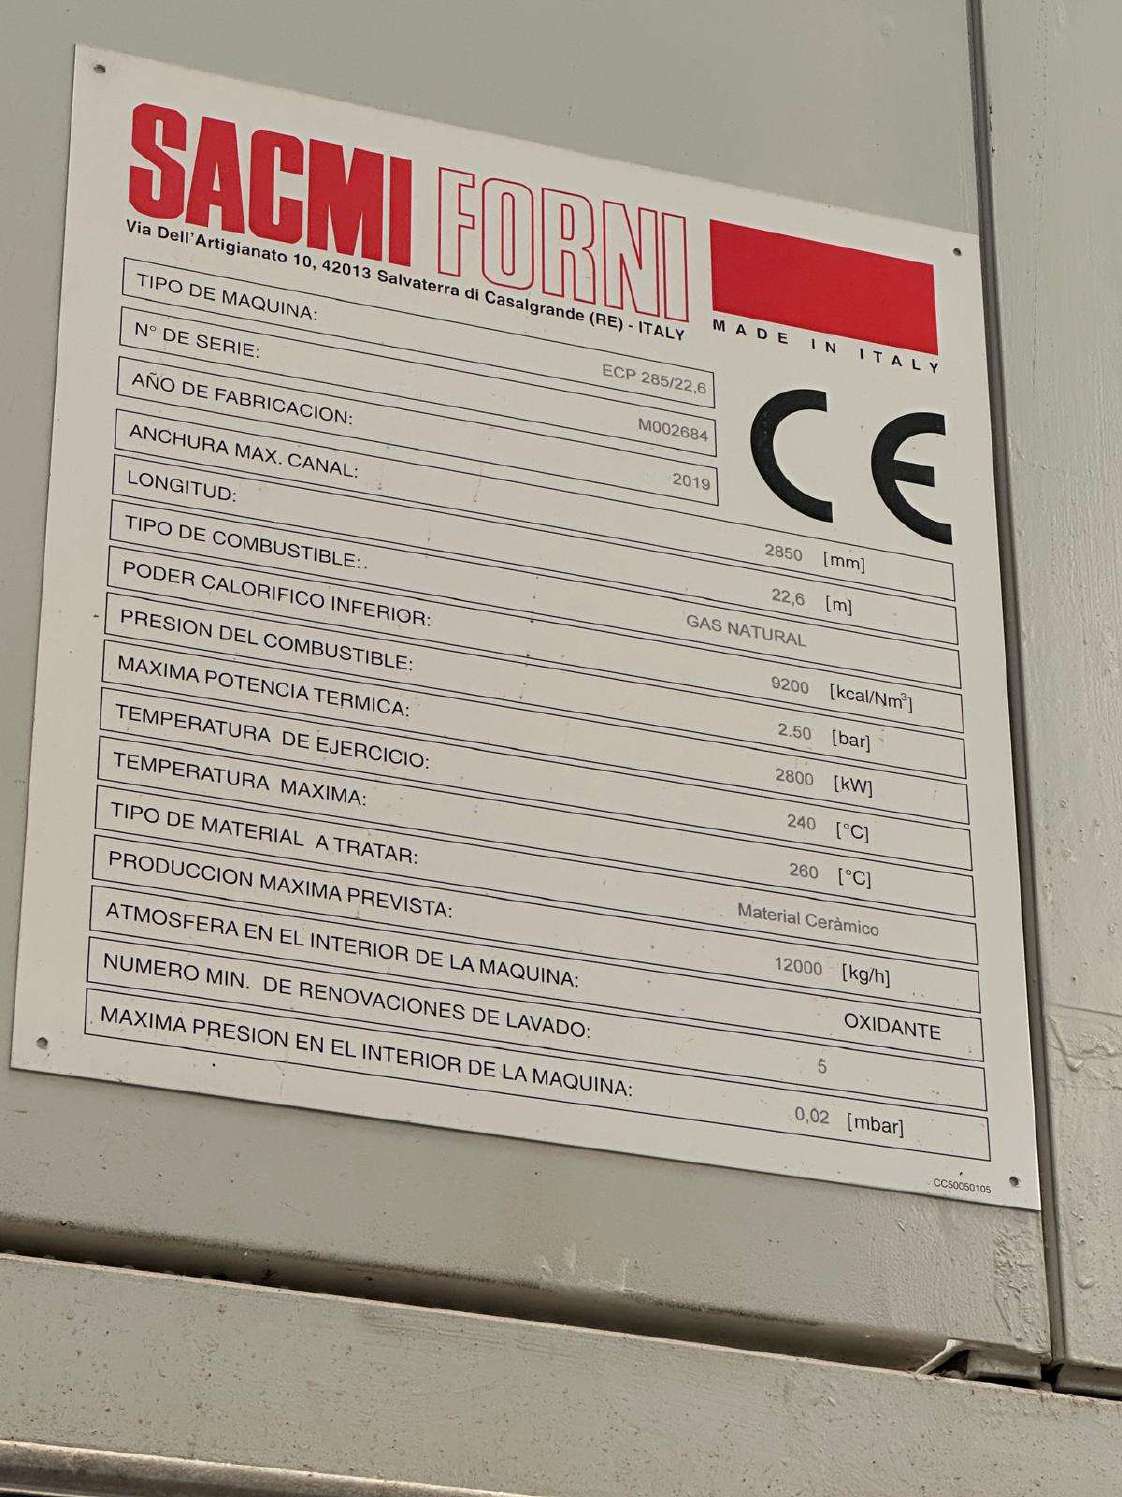 SACMI FORNI
Via Dell'Artigianato 10, 42013 Salvaterra di Casalgrande (RE) - ITALY
MADE IN ITALY
TIPO DE MAQUINA: ECP 285/22,6
N° DE SERIE: M002684
AÑO DE FABRICACION: 2019
CE
ANCHURA MAX. CANAL: 2850 [mm]
LONGITUD: 22,6 [m]
TIPO DE COMBUSTIBLE:. GAS NATURAL
PODER CALORIFICO INFERIOR: 9200 [kcal/Nm³]
PRESION DEL COMBUSTIBLE: 2.50 [bar]
MAXIMA POTENCIA TERMICA: 2800 [kW]
TEMPERATURA DE EJERCICIO: 240 [°C]
TEMPERATURA MAXIMA: 260 [°C]
TIPO DE MATERIAL A TRATAR: Material Ceràmico
PRODUCCION MAXIMA PREVISTA: 12000 [kg/h]
ATMOSFERA EN EL INTERIOR DE LA MAQUINA: OXIDANTE
NUMERO MIN. DE RENOVACIONES DE LAVADO: 5
MAXIMA PRESION EN EL INTERIOR DE LA MAQUINA: 0,02 [mbar]
CC50050105